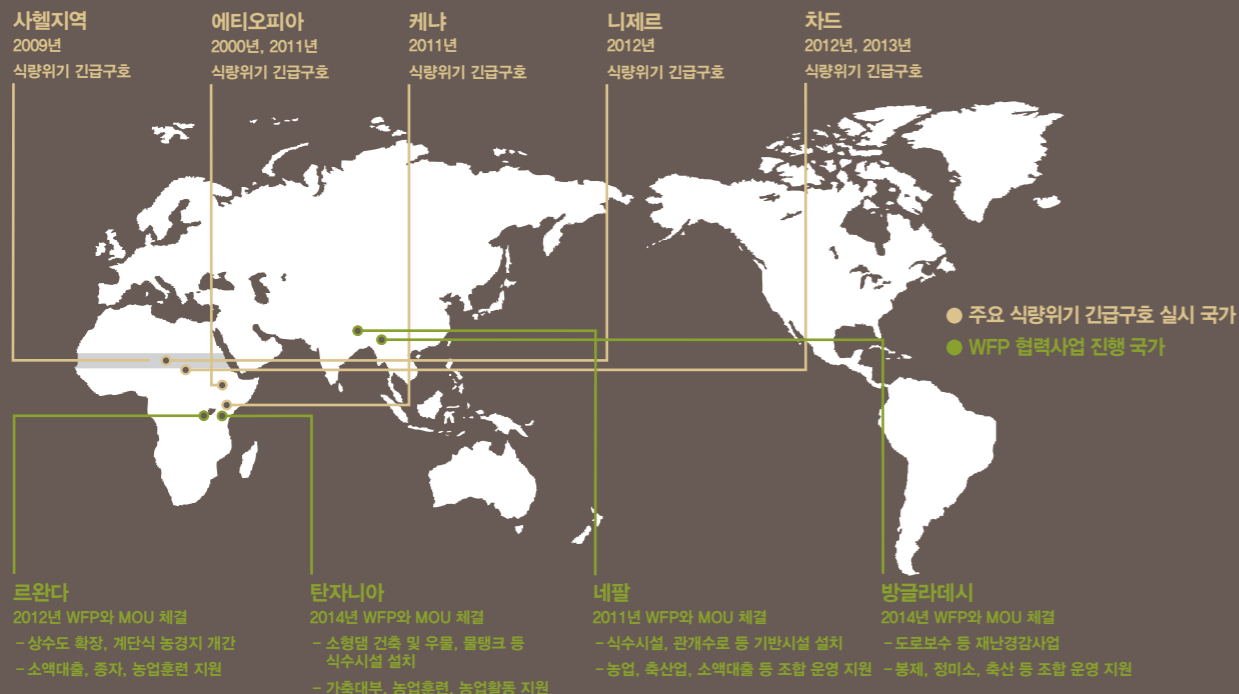 사헬지역
2009년
식량위기 긴급구호
에티오피아
2000년, 2011년
식량위기 긴급구호
케냐
2011년
식량위기 긴급구호
니제르
2012년
식량위기 긴급구호
차드
2012년, 2013년
식량위기 긴급구호
주요 식량위기 긴급구호 실시 국가
WFP 협력사업 진행 국가
르완다
2012년 WFP와 MOU 체결
- 상수도 확장, 계단식 농경지 개간
- 소액대출, 종자, 농업훈련 지원
탄자니아
2014년 WFP와 MOU 체결
- 소형댐 건축 및 우물, 물탱크 등
식수시설 설치
- 가축대부, 농업훈련, 농업활동 지원
네팔
2011년 WFP와 MOU 체결
- 식수시설, 관개수로 등 기반시설 설치
- 농업, 축산업, 소액대출 등 조합 운영 지원
방글라데시
2014년 WFP와 MOU 체결
- 도로보수 등 재난경감사업
- 봉제, 정미소, 축산 등 조합 운영 지원